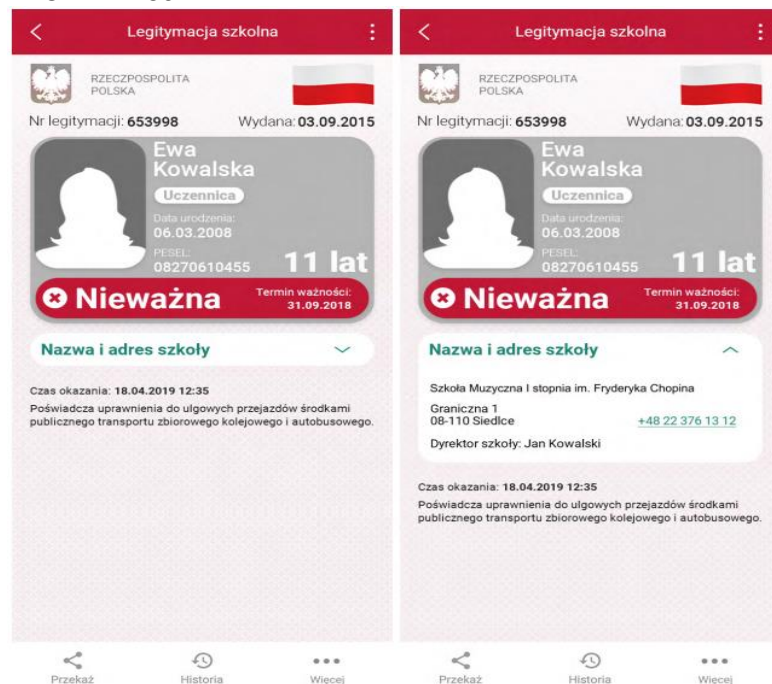 Legitymacja szkolna
RZECZPOSPOLITA
POLSKA
Nr legitymacji: 653998 Wydana: 03.09.2015
Ewa
Kowalska
Uczennica
Data urodzenia:
06.03.2008
PESEL:
08270610455 11 lat
Nieważna Termin ważności:
31.09.2018
Nazwa i adres szkoły
Czas okazania: 18.04.2019 12:35
Poświadcza uprawnienia do ulgowych przejazdów środkami
publicznego transportu zbiorowego kolejowego i autobusowego.
Przekaż Historia Więcej
Legitymacja szkolna
RZECZPOSPOLITA
POLSKA
Nr legitymacji: 653998 Wydana: 03.09.2015
Ewa
Kowalska
Uczennica
Data urodzenia:
06.03.2008
PESEL:
08270610455 11 lat
Nieważna Termin ważności:
31.09.2018
Nazwa i adres szkoły
Szkoła Muzyczna I stopnia im. Fryderyka Chopina
Graniczna 1
08-110 Siedlce +48 22 376 13 12
Dyrektor szkoły: Jan Kowalski
Czas okazania: 18.04.2019 12:35
Poświadcza uprawnienia do ulgowych przejazdów środkami
publicznego transportu zbiorowego kolejowego i autobusowego.
Przekaż Historia Więcej